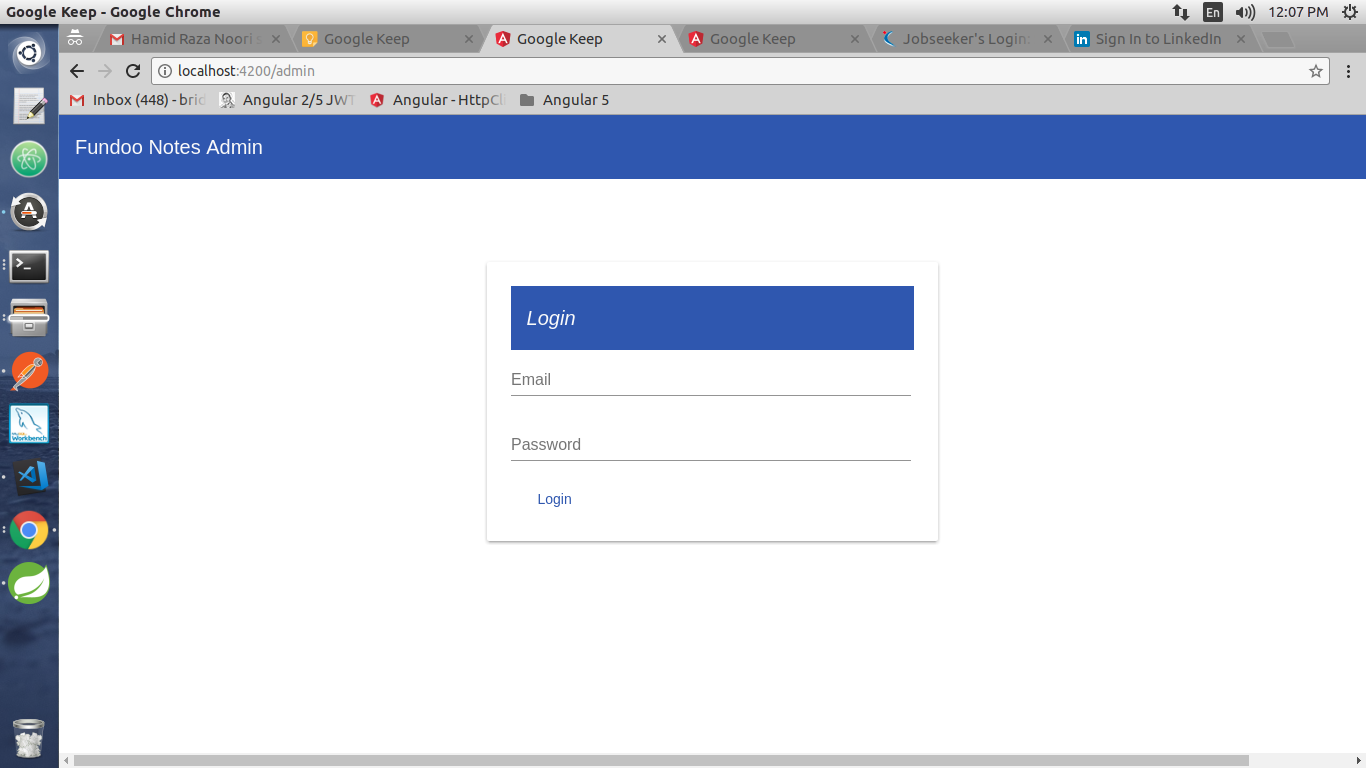 Google Keep - Google Chrome
En
12:07 PM
Hamid Raza Noori
Google Keep
Google Keep
Google Keep
Jobseeker's Login:
Sign In to LinkedIn
localhost:4200/admin
Inbox (448) - brid
Angular 2/5 JWT
Angular - HttpCli
Angular 5
Fundoo Notes Admin
Login
Email
Password
Login
Workbench